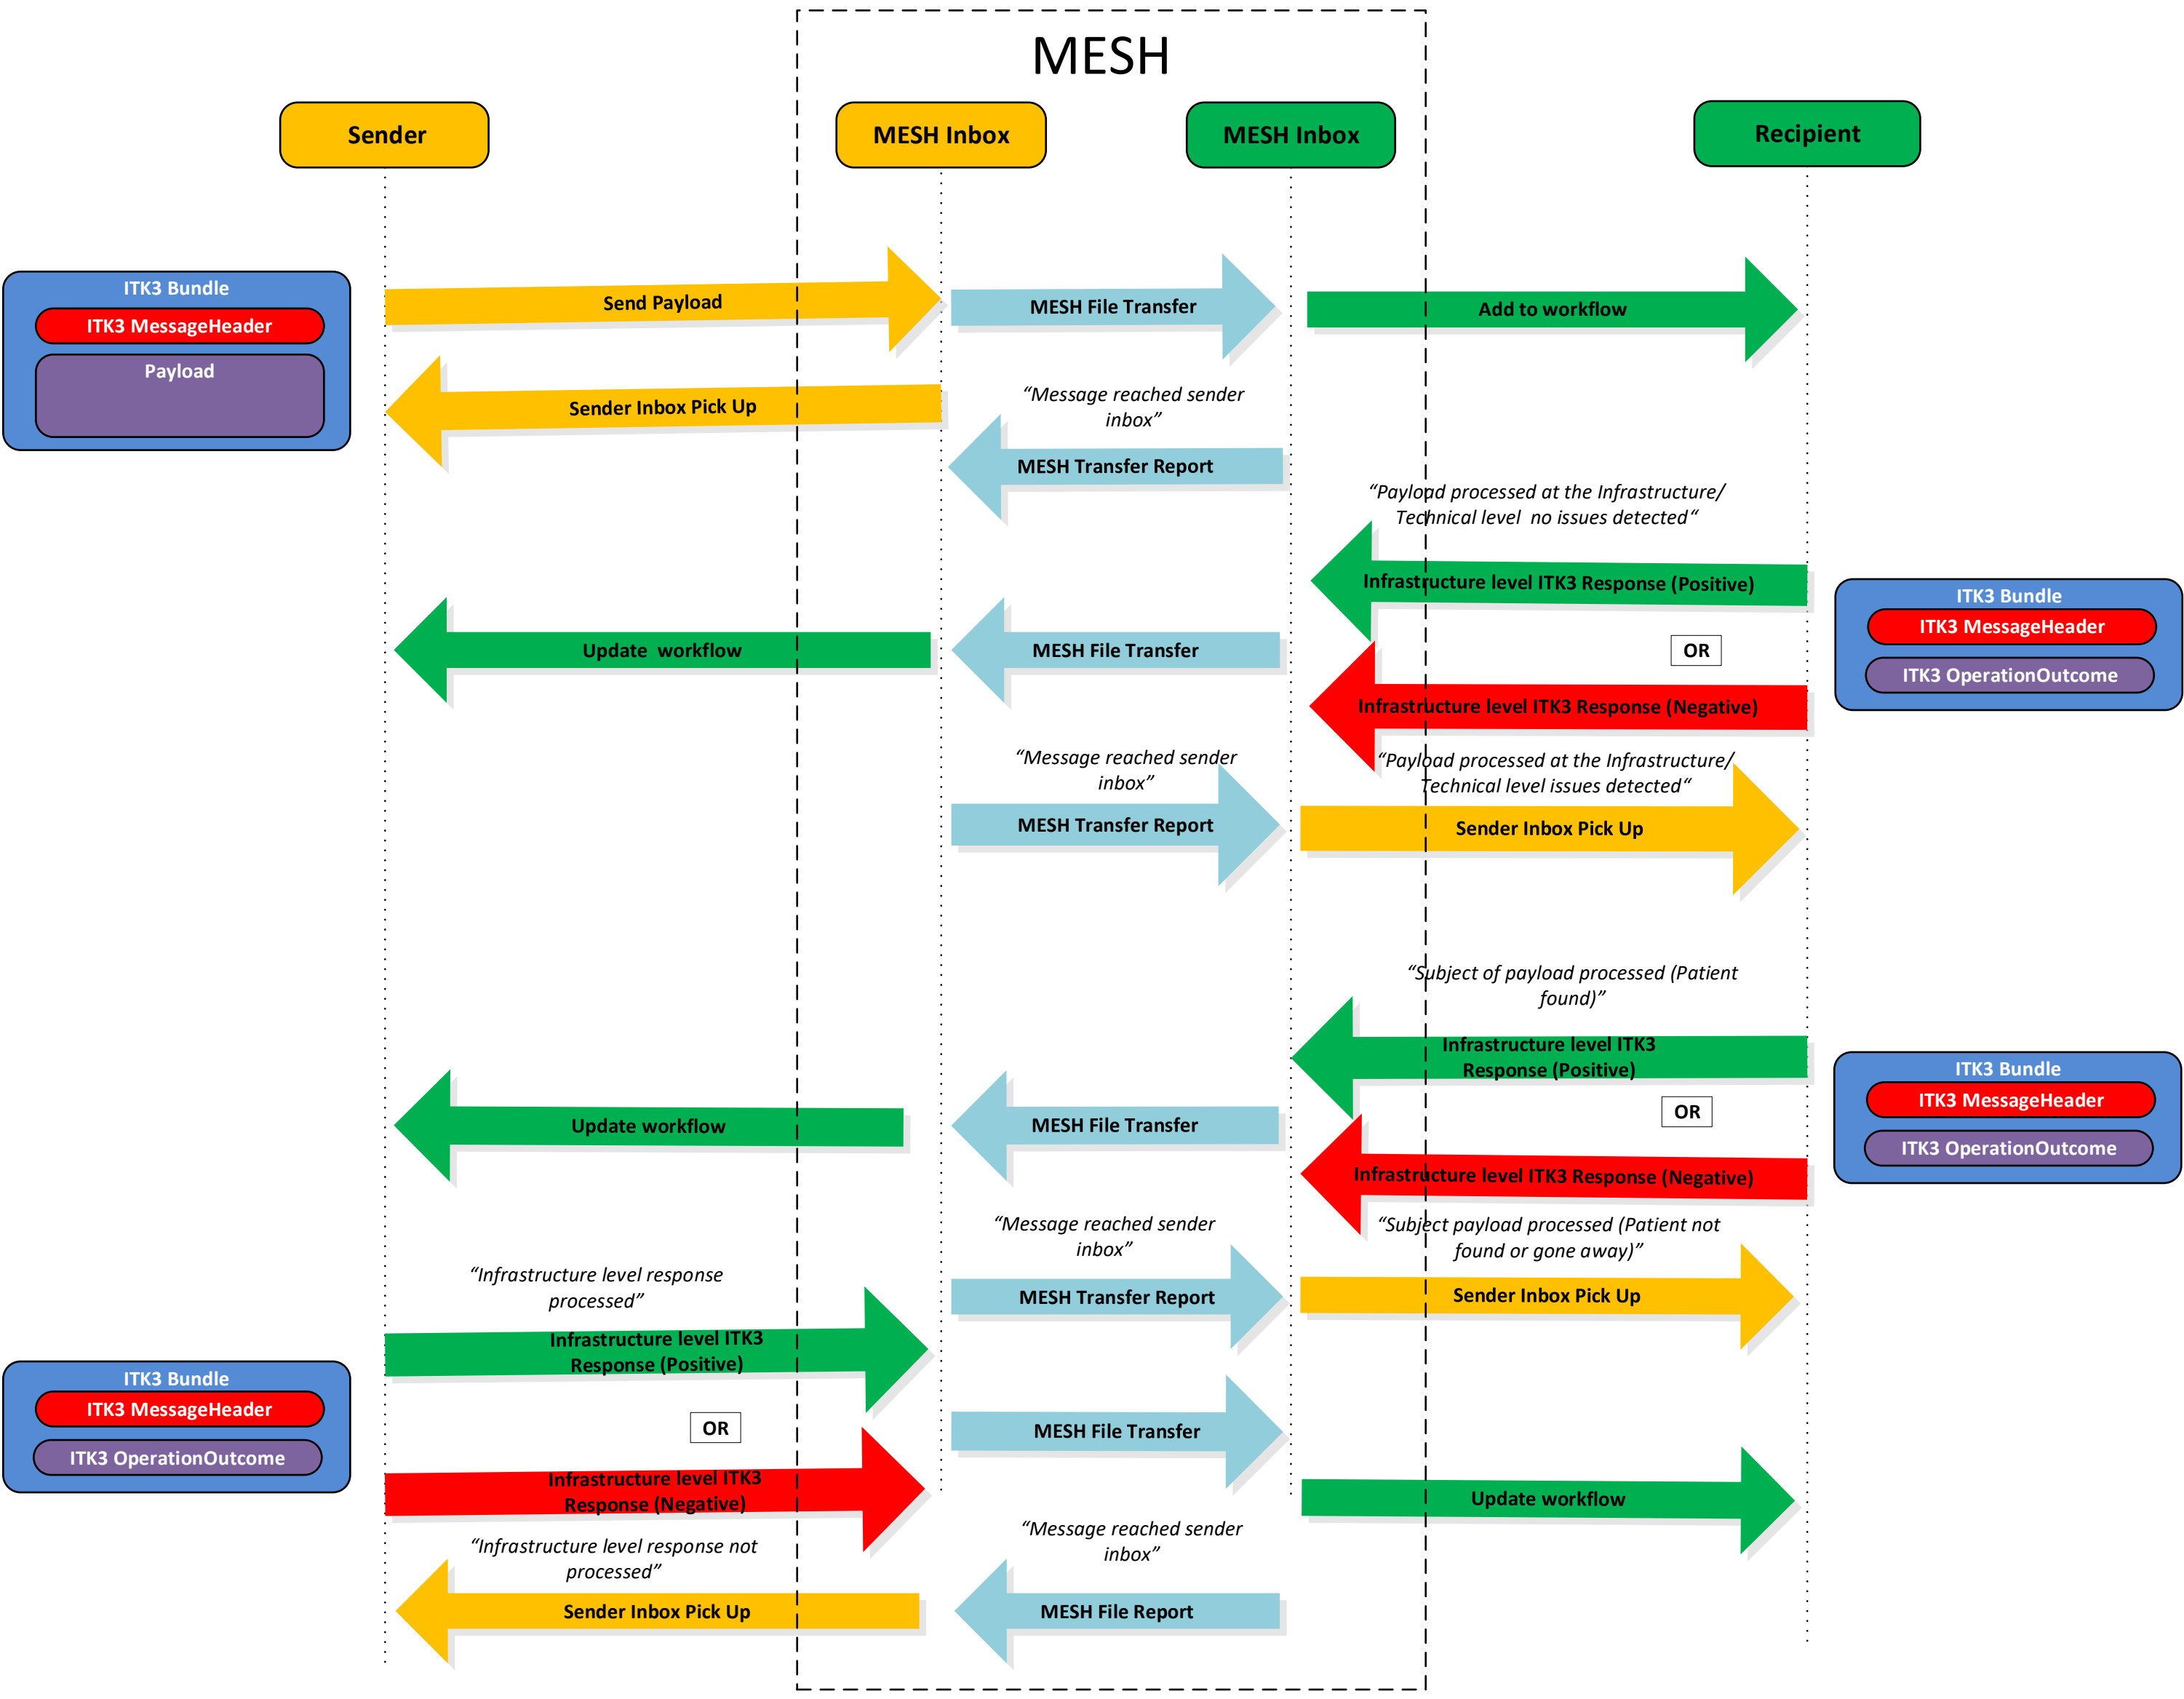 MESH
Sender
MESH Inbox
MESH Inbox
Recipient
ITK3 Bundle
ITK3 MessageHeader
Payload
Send Payload
MESH File Transfer
Add to workflow
Sender Inbox Pick Up
“Message reached sender
inbox”
MESH Transfer Report
“Payload processed at the Infrastructure/
Technical level  no issues detected“
Infrastructure level ITK3 Response (Positive)
ITK3 Bundle
ITK3 MessageHeader
ITK3 OperationOutcome
Update  workflow
MESH File Transfer
OR
Infrastructure level ITK3 Response (Negative)
“Message reached sender
inbox”
“Payload processed at the Infrastructure/
Technical level issues detected“
MESH Transfer Report
Sender Inbox Pick Up
“Subject of payload processed (Patient
found)”
Infrastructure level ITK3
Response (Positive)
ITK3 Bundle
ITK3 MessageHeader
ITK3 OperationOutcome
Update workflow
MESH File Transfer
OR
Infrastructure level ITK3 Response (Negative)
“Message reached sender
inbox”
“Subject payload processed (Patient not
found or gone away)”
“Infrastructure level response
processed”
MESH Transfer Report
Sender Inbox Pick Up
Infrastructure level ITK3
Response (Positive)
ITK3 Bundle
ITK3 MessageHeader
ITK3 OperationOutcome
OR
MESH File Transfer
Infrastructure level ITK3
Response (Negative)
Update workflow
“Infrastructure level response not
processed”
“Message reached sender
inbox”
Sender Inbox Pick Up
MESH File Report